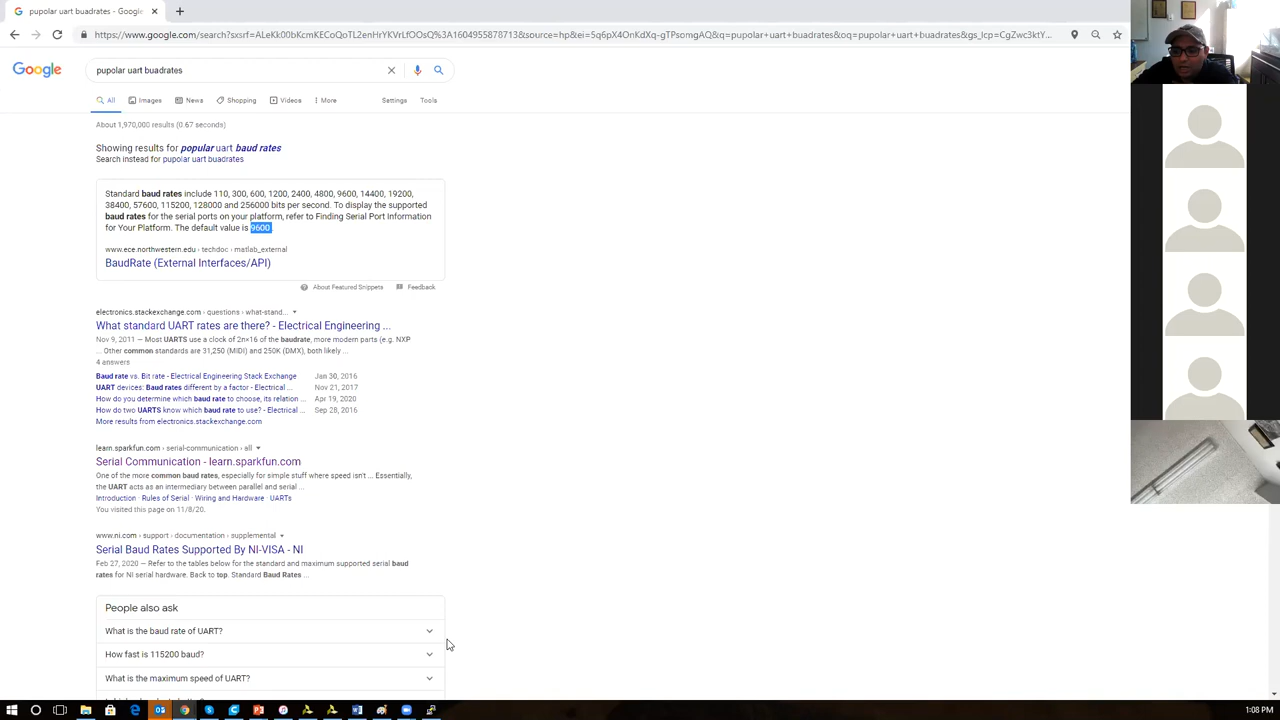 pupolar uart buadrates - Google
https://www.google.com/search?sxsrf=ALeKk00bKcmKECoQoTL2enHrYKVrLfOOsQ%3A1604955878713&source=hp&ei=5q6pX4OnKdXq-gTPsomgAQ&q=pupolar+uart+buadrates&oq=pupolar+uart+buadrates&gs_lcp=CgZwc3ktY...
Google
pupolar uart buadrates
All Images News Shopping Videos More Settings Tools
About 1,970,000 results (0.67 seconds)
Showing results for popular uart baud rates
Search instead for pupolar uart buadrates
Standard baud rates include 110, 300, 600, 1200, 2400, 4800, 9600, 14400, 19200,
38400, 57600, 115200, 128000 and 256000 bits per second. To display the supported
baud rates for the serial ports on your platform, refer to Finding Serial Port Information
for Your Platform. The default value is 9600.
www.ece.northwestern.edu › techdoc › matlab_external
BaudRate (External Interfaces/API)
About Featured Snippets Feedback
electronics.stackexchange.com › questions › what-stand...
What standard UART rates are there? - Electrical Engineering ...
Nov 9, 2011 — Most UARTS use a clock of 2n×16 of the baudrate, more modern parts (e.g. NXP
... Other common standards are 31,250 (MIDI) and 250K (DMX), both likely ...
4 answers
Baud rate vs. Bit rate - Electrical Engineering Stack Exchange Jan 30, 2016
UART devices: Baud rates different by a factor - Electrical ... Nov 21, 2017
How do you determine which baud rate to choose, its relation ... Apr 19, 2020
How do two UARTS know which baud rate to use? - Electrical ... Sep 28, 2016
More results from electronics.stackexchange.com
learn.sparkfun.com › serial-communication › all
Serial Communication - learn.sparkfun.com
One of the more common baud rates, especially for simple stuff where speed isn't ... Essentially,
the UART acts as an intermediary between parallel and serial ...
Introduction · Rules of Serial · Wiring and Hardware · UARTs
You visited this page on 11/8/20.
www.ni.com › support › documentation › supplemental
Serial Baud Rates Supported By NI-VISA - NI
Feb 27, 2020 — Refer to the tables below for the standard and maximum supported serial baud
rates for NI serial hardware. Back to top. Standard Baud Rates ...
People also ask
What is the baud rate of UART?
How fast is 115200 baud?
What is the maximum speed of UART?
1:08 PM